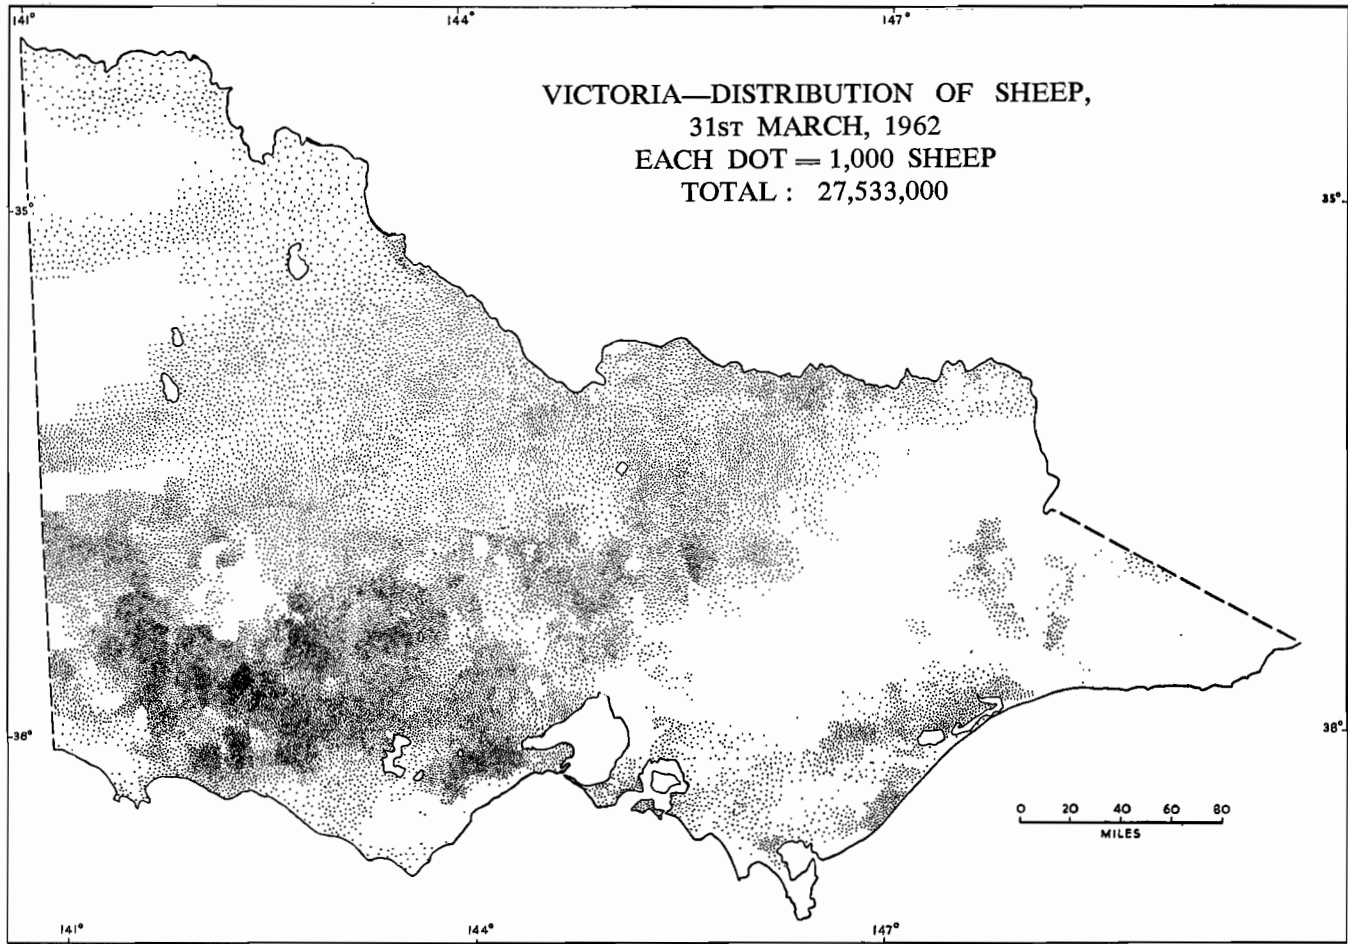 141°
144°
147°
VICTORIA—DISTRIBUTION OF SHEEP,
31ST MARCH, 1962
EACH DOT = 1,000 SHEEP
TOTAL : 27,533,000
35°
35°
38°
38°
0 20 40 60 80
MILES
141°
144°
147°